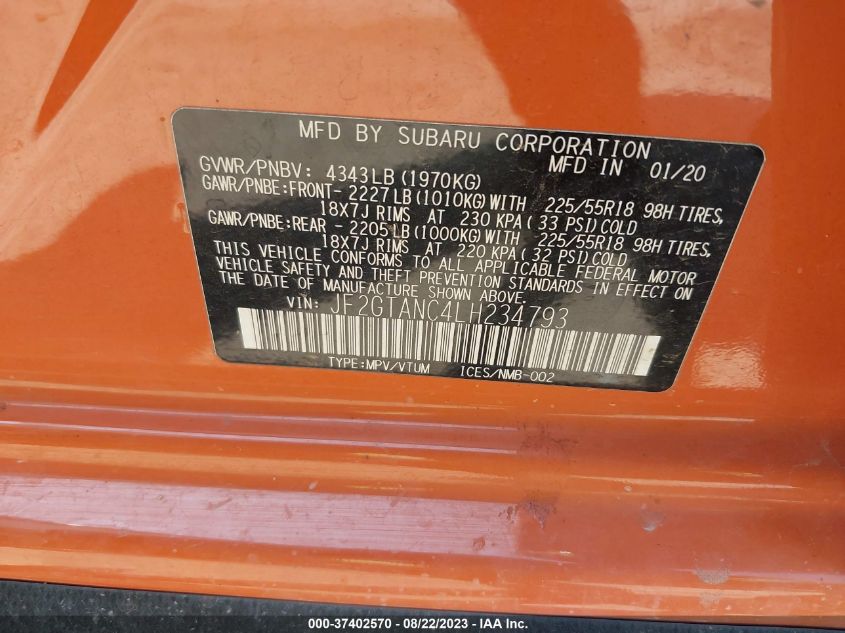 MFD BY SUBARU CORPORATION
MFD IN 01/20
GVWR/PNBV: 4343LB (1970KG)
GAWR/PNBE:FRONT- 2227LB (1010KG) WITH 225/55R18 98H TIRES,
18X7J RIMS AT 230 KPA ( 33 PSI) COLD
GAWR/PNBE:REAR - 2205LB (1000KG) WITH 225/55R18 98H TIRES,
18X7J RIMS AT 220 KPA ( 32 PSI) COLD
THIS VEHICLE CONFORMS TO ALL APPLICABLE FEDERAL MOTOR
VEHICLE SAFETY AND THEFT PREVENTION STANDARDS IN EFFECT ON
THE DATE OF MANUFACTURE SHOWN ABOVE.
VIN: JF2GTANC4LH234793
TYPE:MPV/VTUM ICES/NMB-002
000-37402570 - 08/22/2023 - Copyright IAA, Inc.